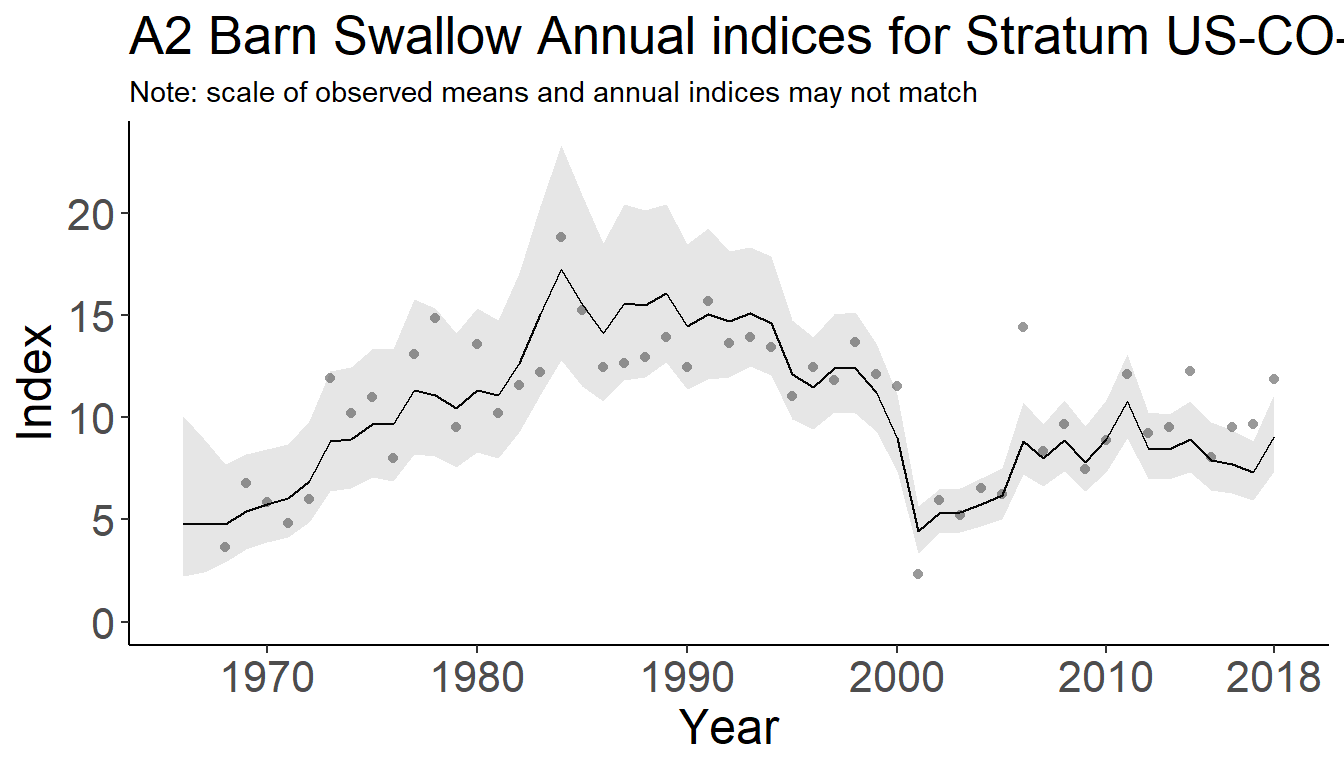 A2 Barn Swallow Annual indices for Stratum US-CO-
Note: scale of observed means and annual indices may not match
20
15
10
5
0
Index
1970 1980 1990 2000 2010 2018
Year